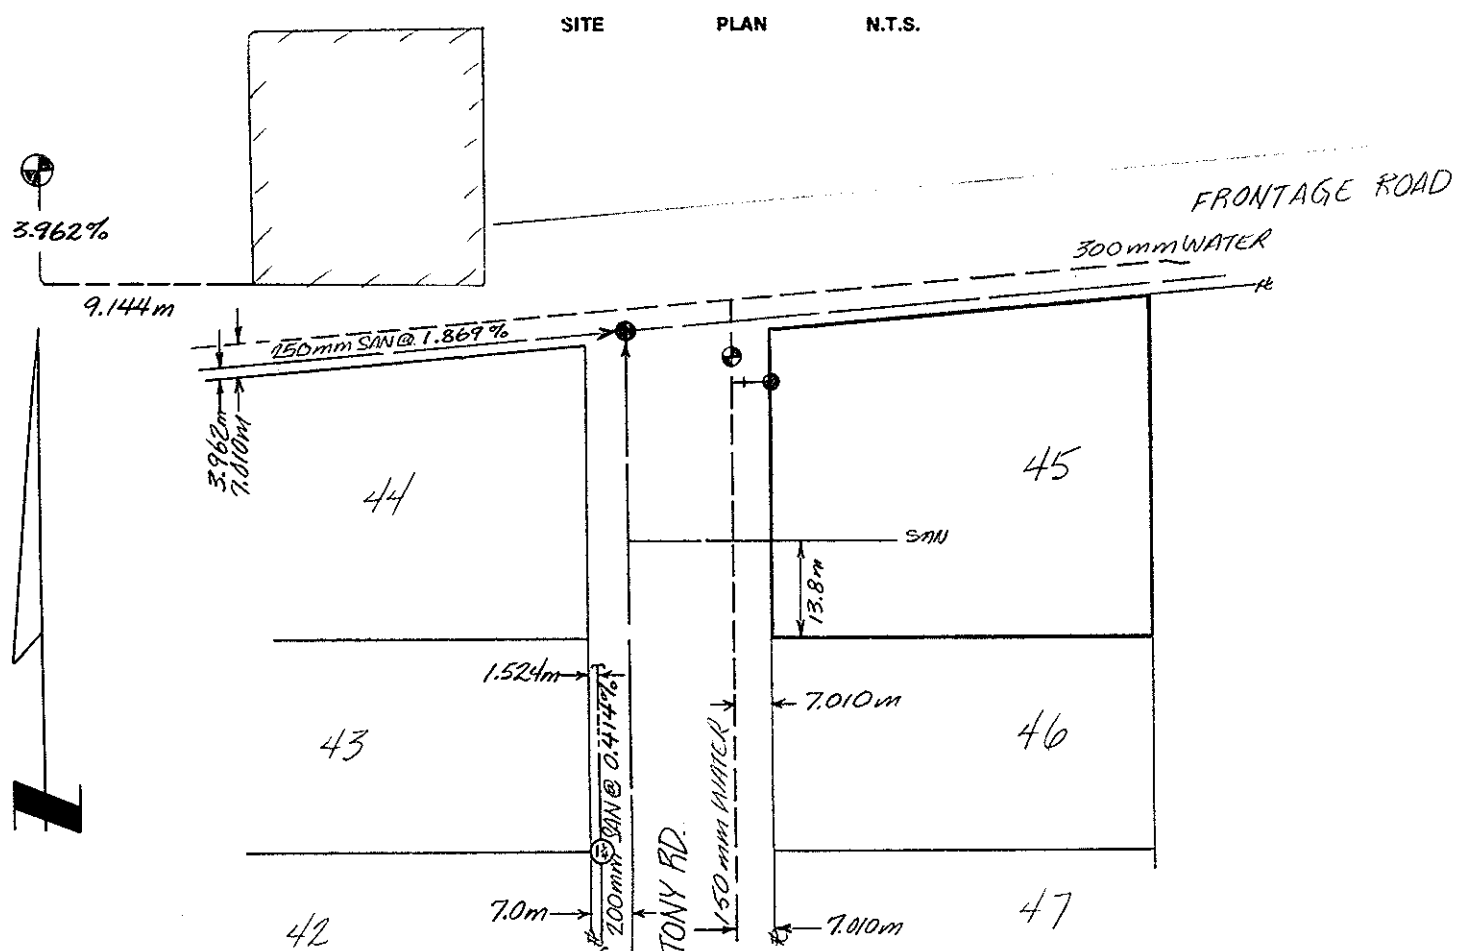 SITE PLAN N.T.S.
FRONTAGE ROAD
3.962%
300mm WATER
9.144m
250mm SAN @ 1.869%
3.962m
7.010m
44
45
SAN
13.8m
1.524m
7.010m
43
46
200mm SAN @ 0.414%
150mm WATER
TONY RD.
7.0m
7.010m
42
47